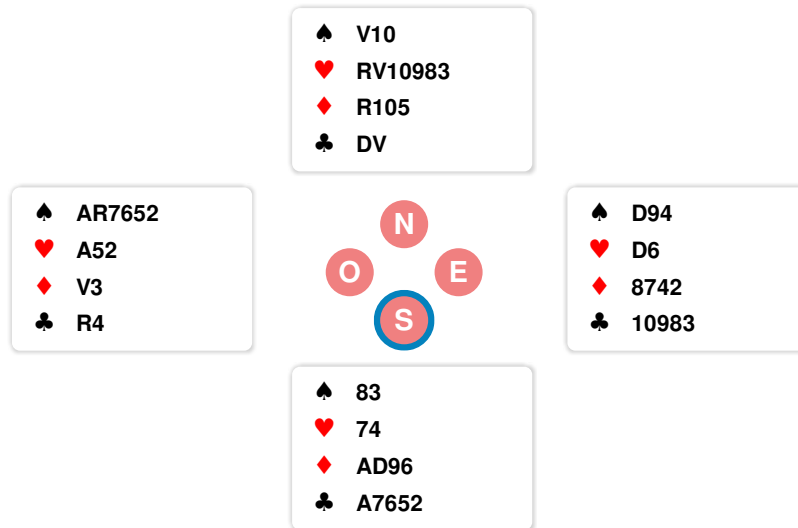 ♠ V10
♥ RV10983
♦ R105
♣ DV
♠ AR7652
♥ A52
♦ V3
♣ R4
N
O
E
S
♠ D94
♥ D6
♦ 8742
♣ 10983
♠ 83
♥ 74
♦ AD96
♣ A7652